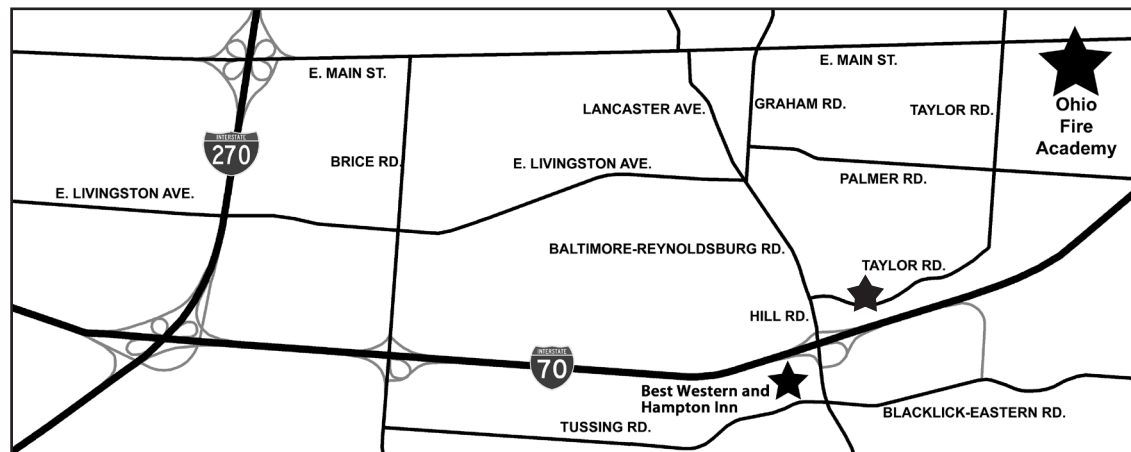 E. MAIN ST.
E. MAIN ST.
LANCASTER AVE.
GRAHAM RD.
TAYLOR RD.
Ohio
Fire
Academy
INTERSTATE
270
BRICE RD.
E. LIVINGSTON AVE.
E. LIVINGSTON AVE.
PALMER RD.
BALTIMORE-REYNOLDSBURG RD.
TAYLOR RD.
HILL RD.
INTERSTATE
70
Best Western and
Hampton Inn
TUSSING RD.
BLACKLICK-EASTERN RD.